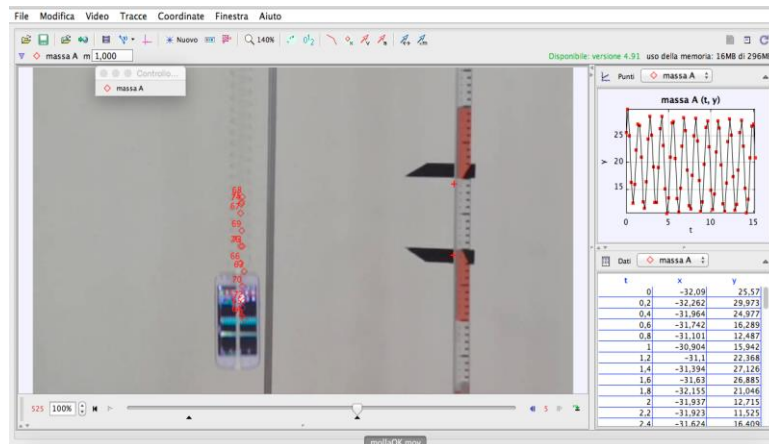 File Modifica Video Tracce Coordinate Finestra Aiuto
Nuovo 140%
massa A m 1,000 Disponibile: versione 4.91 uso della memoria: 16MB di 296MB
Controllo...
massa A
Punti massa A
massa A (t, y)
25
y 20
15
0 5 10 15
t
68
67
69
66
70
Dati massa A
t x y
0 -32,09 25,57
0,2 -32,262 29,973
0,4 -31,964 24,977
0,6 -31,742 16,289
0,8 -31,101 12,487
1 -30,904 15,942
1,2 -31,1 22,368
1,4 -31,394 27,126
1,6 -31,63 26,885
1,8 -32,155 21,046
2 -31,937 12,715
2,2 -31,923 11,525
2,4 -31,624 16,409
525 100% 5
mollaOK.mov